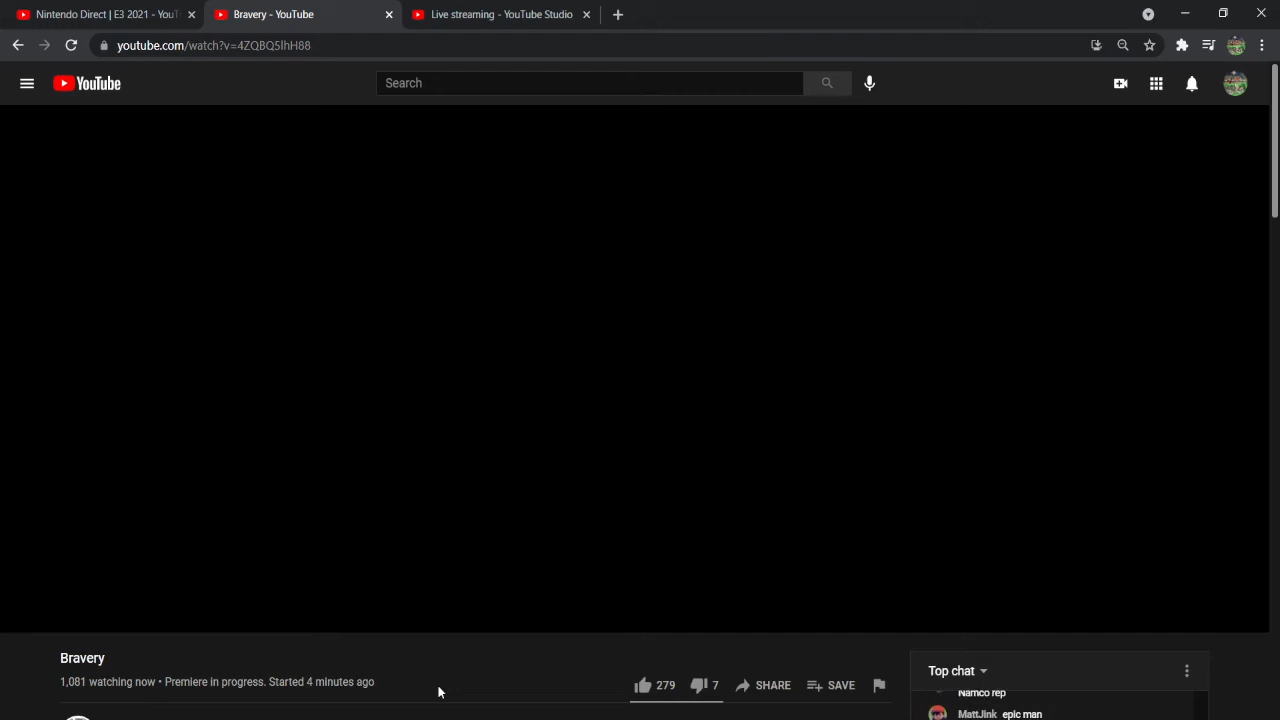 Nintendo Direct | E3 2021 - YouT
Bravery - YouTube
Live streaming - YouTube Studio
youtube.com/watch?v=4ZQBQ5lhH88
YouTube
Search
Bravery
1,081 watching now • Premiere in progress. Started 4 minutes ago
279
7
SHARE
SAVE
Top chat
Namco rep
MattJink epic man